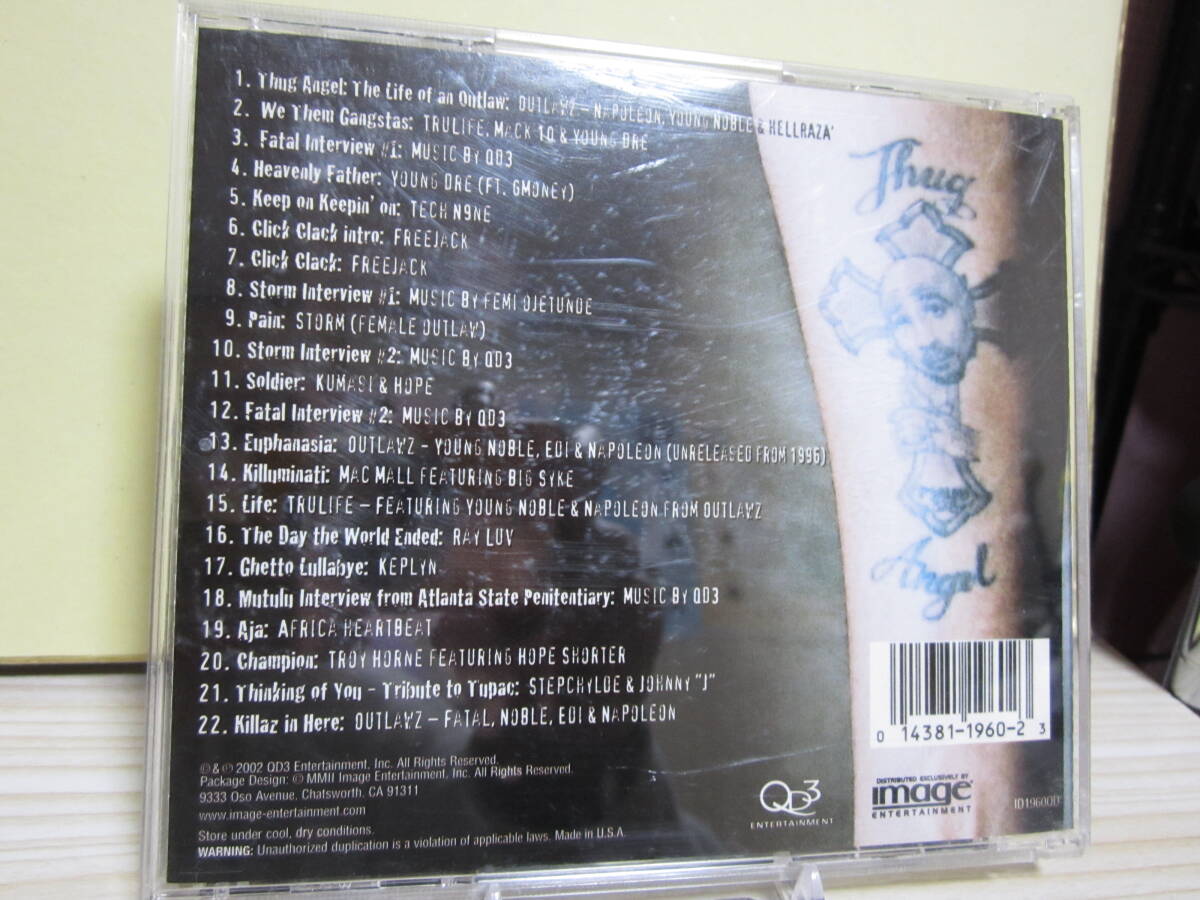 1. Thug Angel: The Life of an Outlaw: OUTLAWZ – NAPOLEON, YOUNG NOBLE & HELLRAZA'
2. We Them Gangstas: TRULIFE, MACK 10 & YOUNG DRE
3. Fatal Interview #1: MUSIC BY QD3
4. Heavenly Father: YOUNG DRE (FT. GMONEY)
5. Keep on Keepin' on: TECH N9NE
6. Click Clack intro: FREEJACK
7. Click Clack: FREEJACK
8. Storm Interview #1: MUSIC BY FEMI OJETUNDE
9. Pain: STORM (FEMALE OUTLAW)
10. Storm Interview #2: MUSIC BY QD3
11. Soldier: KUMASI & HOPE
12. Fatal Interview #2: MUSIC BY QD3
13. Euphanasia: OUTLAWZ – YOUNG NOBLE, EDI & NAPOLEON (UNRELEASED FROM 1996)
14. Killuminati: MAC MALL FEATURING BIG SYKE
15. Life: TRULIFE – FEATURING YOUNG NOBLE & NAPOLEON FROM OUTLAWZ
16. The Day the World Ended: RAY LUV
17. Ghetto Lullabye: KEPLYN
18. Mutulu Interview from Atlanta State Penitentiary: MUSIC BY QD3
19. Aja: AFRICA HEARTBEAT
20. Champion: TROY HORNE FEATURING HOPE SHORTER
21. Thinking of You – Tribute to Tupac: STEPCHYLDE & JOHNNY "J"
22. Killaz in Here: OUTLAWZ – FATAL, NOBLE, EDI & NAPOLEON
© & ℗ 2002 QD3 Entertainment, Inc. All Rights Reserved.
Package Design: © MMII Image Entertainment, Inc. All Rights Reserved.
9333 Oso Avenue, Chatsworth, CA 91311
www.image-entertainment.com
Store under cool, dry conditions.
WARNING: Unauthorized duplication is a violation of applicable laws. Made in U.S.A.
Thug
Angel
0 14381-1960-2 3
QD3
ENTERTAINMENT
DISTRIBUTED EXCLUSIVELY BY
image
ENTERTAINMENT
ID1960OD